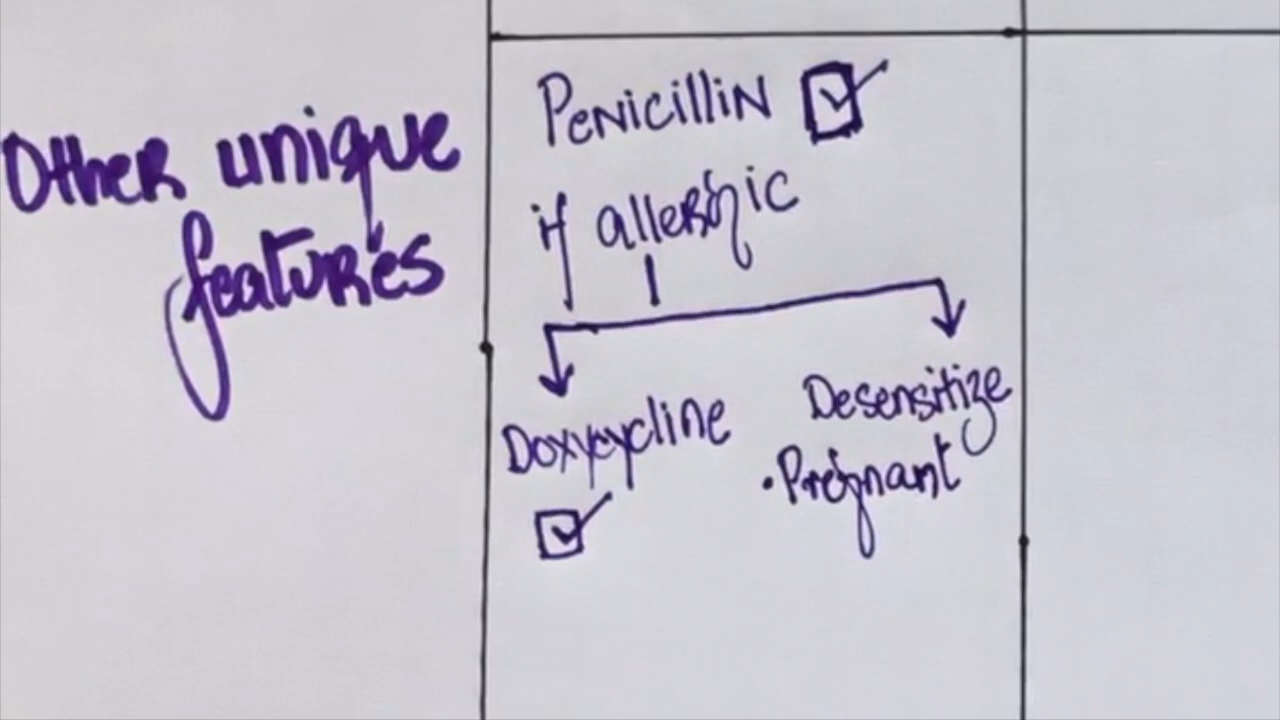 Other unique
features
Penicillin
if allergic
Doxycycline
Desensitize
• Pregnant